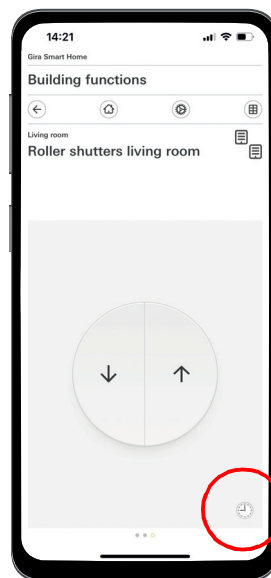 14:21
Gira Smart Home
Building functions
Living room
Roller shutters living room